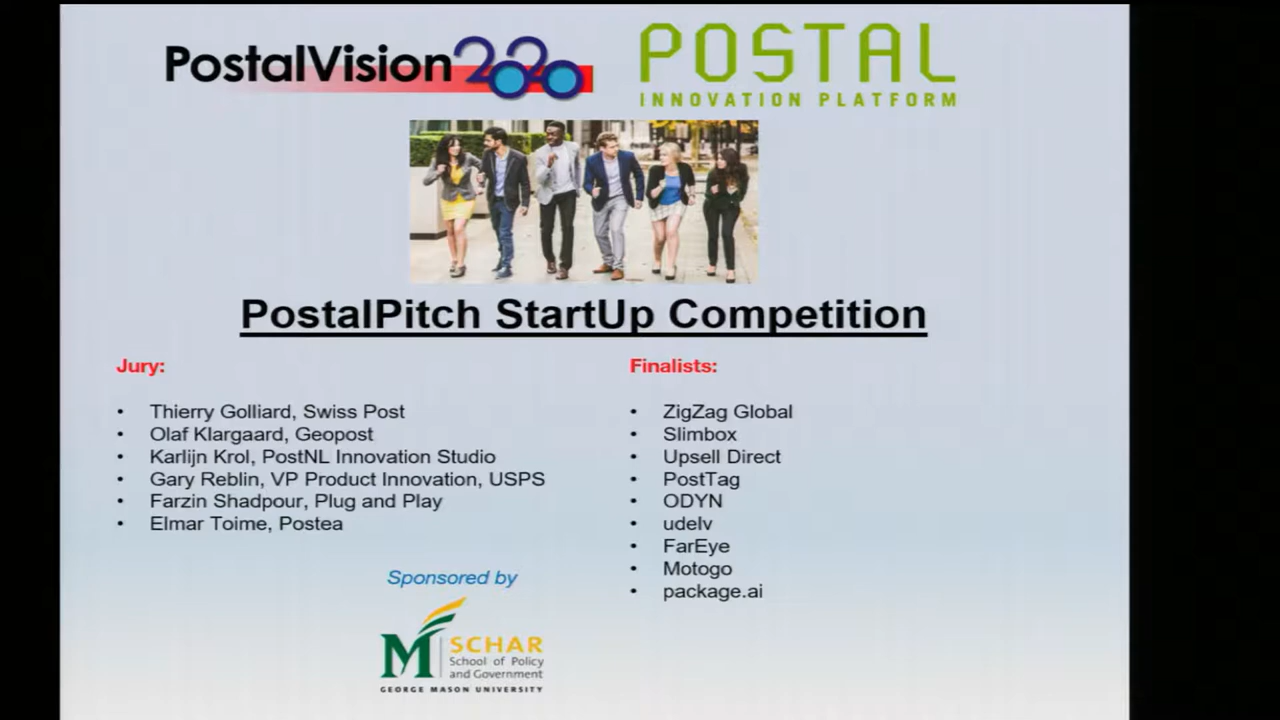 PostalVision 2020
POSTAL
INNOVATION PLATFORM
PostalPitch StartUp Competition
Jury:
• Thierry Golliard, Swiss Post
• Olaf Klargaard, Geopost
• Karlijn Krol, PostNL Innovation Studio
• Gary Reblin, VP Product Innovation, USPS
• Farzin Shadpour, Plug and Play
• Elmar Toime, Postea
Finalists:
• ZigZag Global
• Slimbox
• Upsell Direct
• PostTag
• ODYN
• udelv
• FarEye
• Motogo
• package.ai
Sponsored by
M SCHAR
School of Policy
and Government
GEORGE MASON UNIVERSITY